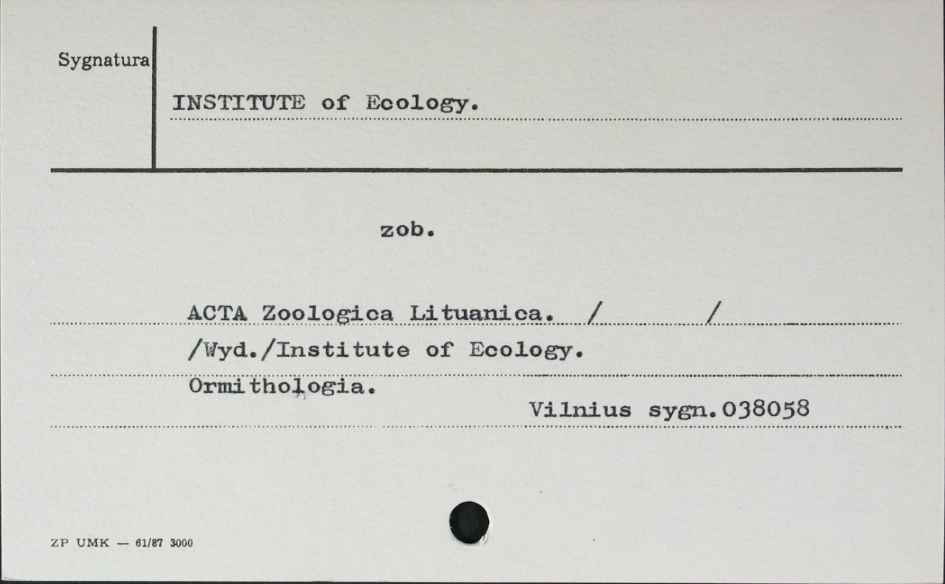 Sygnatura
INSTITUTE of Ecology.
zob.
ACTA Zoologica Lituanica. / /
/Wyd./Institute of Ecology.
Ormithologia.
Vilnius sygn.038058
ZP UMK — 61/87 3000